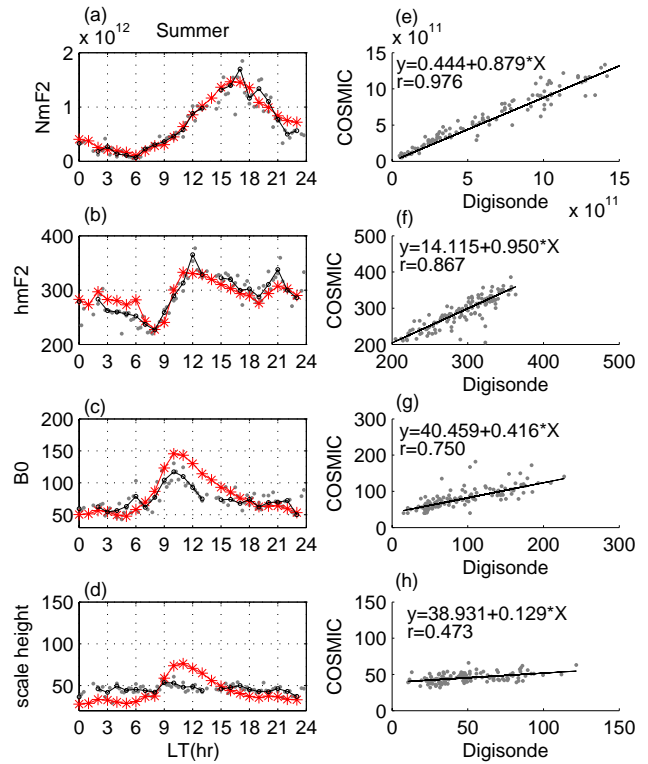 (a)
x 10^12
Summer
2
1
0
NmF2
0 3 6 9 12 15 18 21 24
(e)
x 10^11
15
10
5
0
COSMIC
y=0.444+0.879*X
r=0.976
0 5 10 15
Digisonde
x 10^11
(b)
400
300
200
hmF2
0 3 6 9 12 15 18 21 24
(f)
500
400
300
200
COSMIC
y=14.115+0.950*X
r=0.867
200 300 400 500
Digisonde
(c)
200
150
100
50
B0
0 3 6 9 12 15 18 21 24
(g)
300
200
100
0
COSMIC
y=40.459+0.416*X
r=0.750
0 100 200 300
Digisonde
(d)
150
100
50
scale height
0 3 6 9 12 15 18 21 24
LT(hr)
(h)
150
100
50
0
COSMIC
y=38.931+0.129*X
r=0.473
0 50 100 150
Digisonde